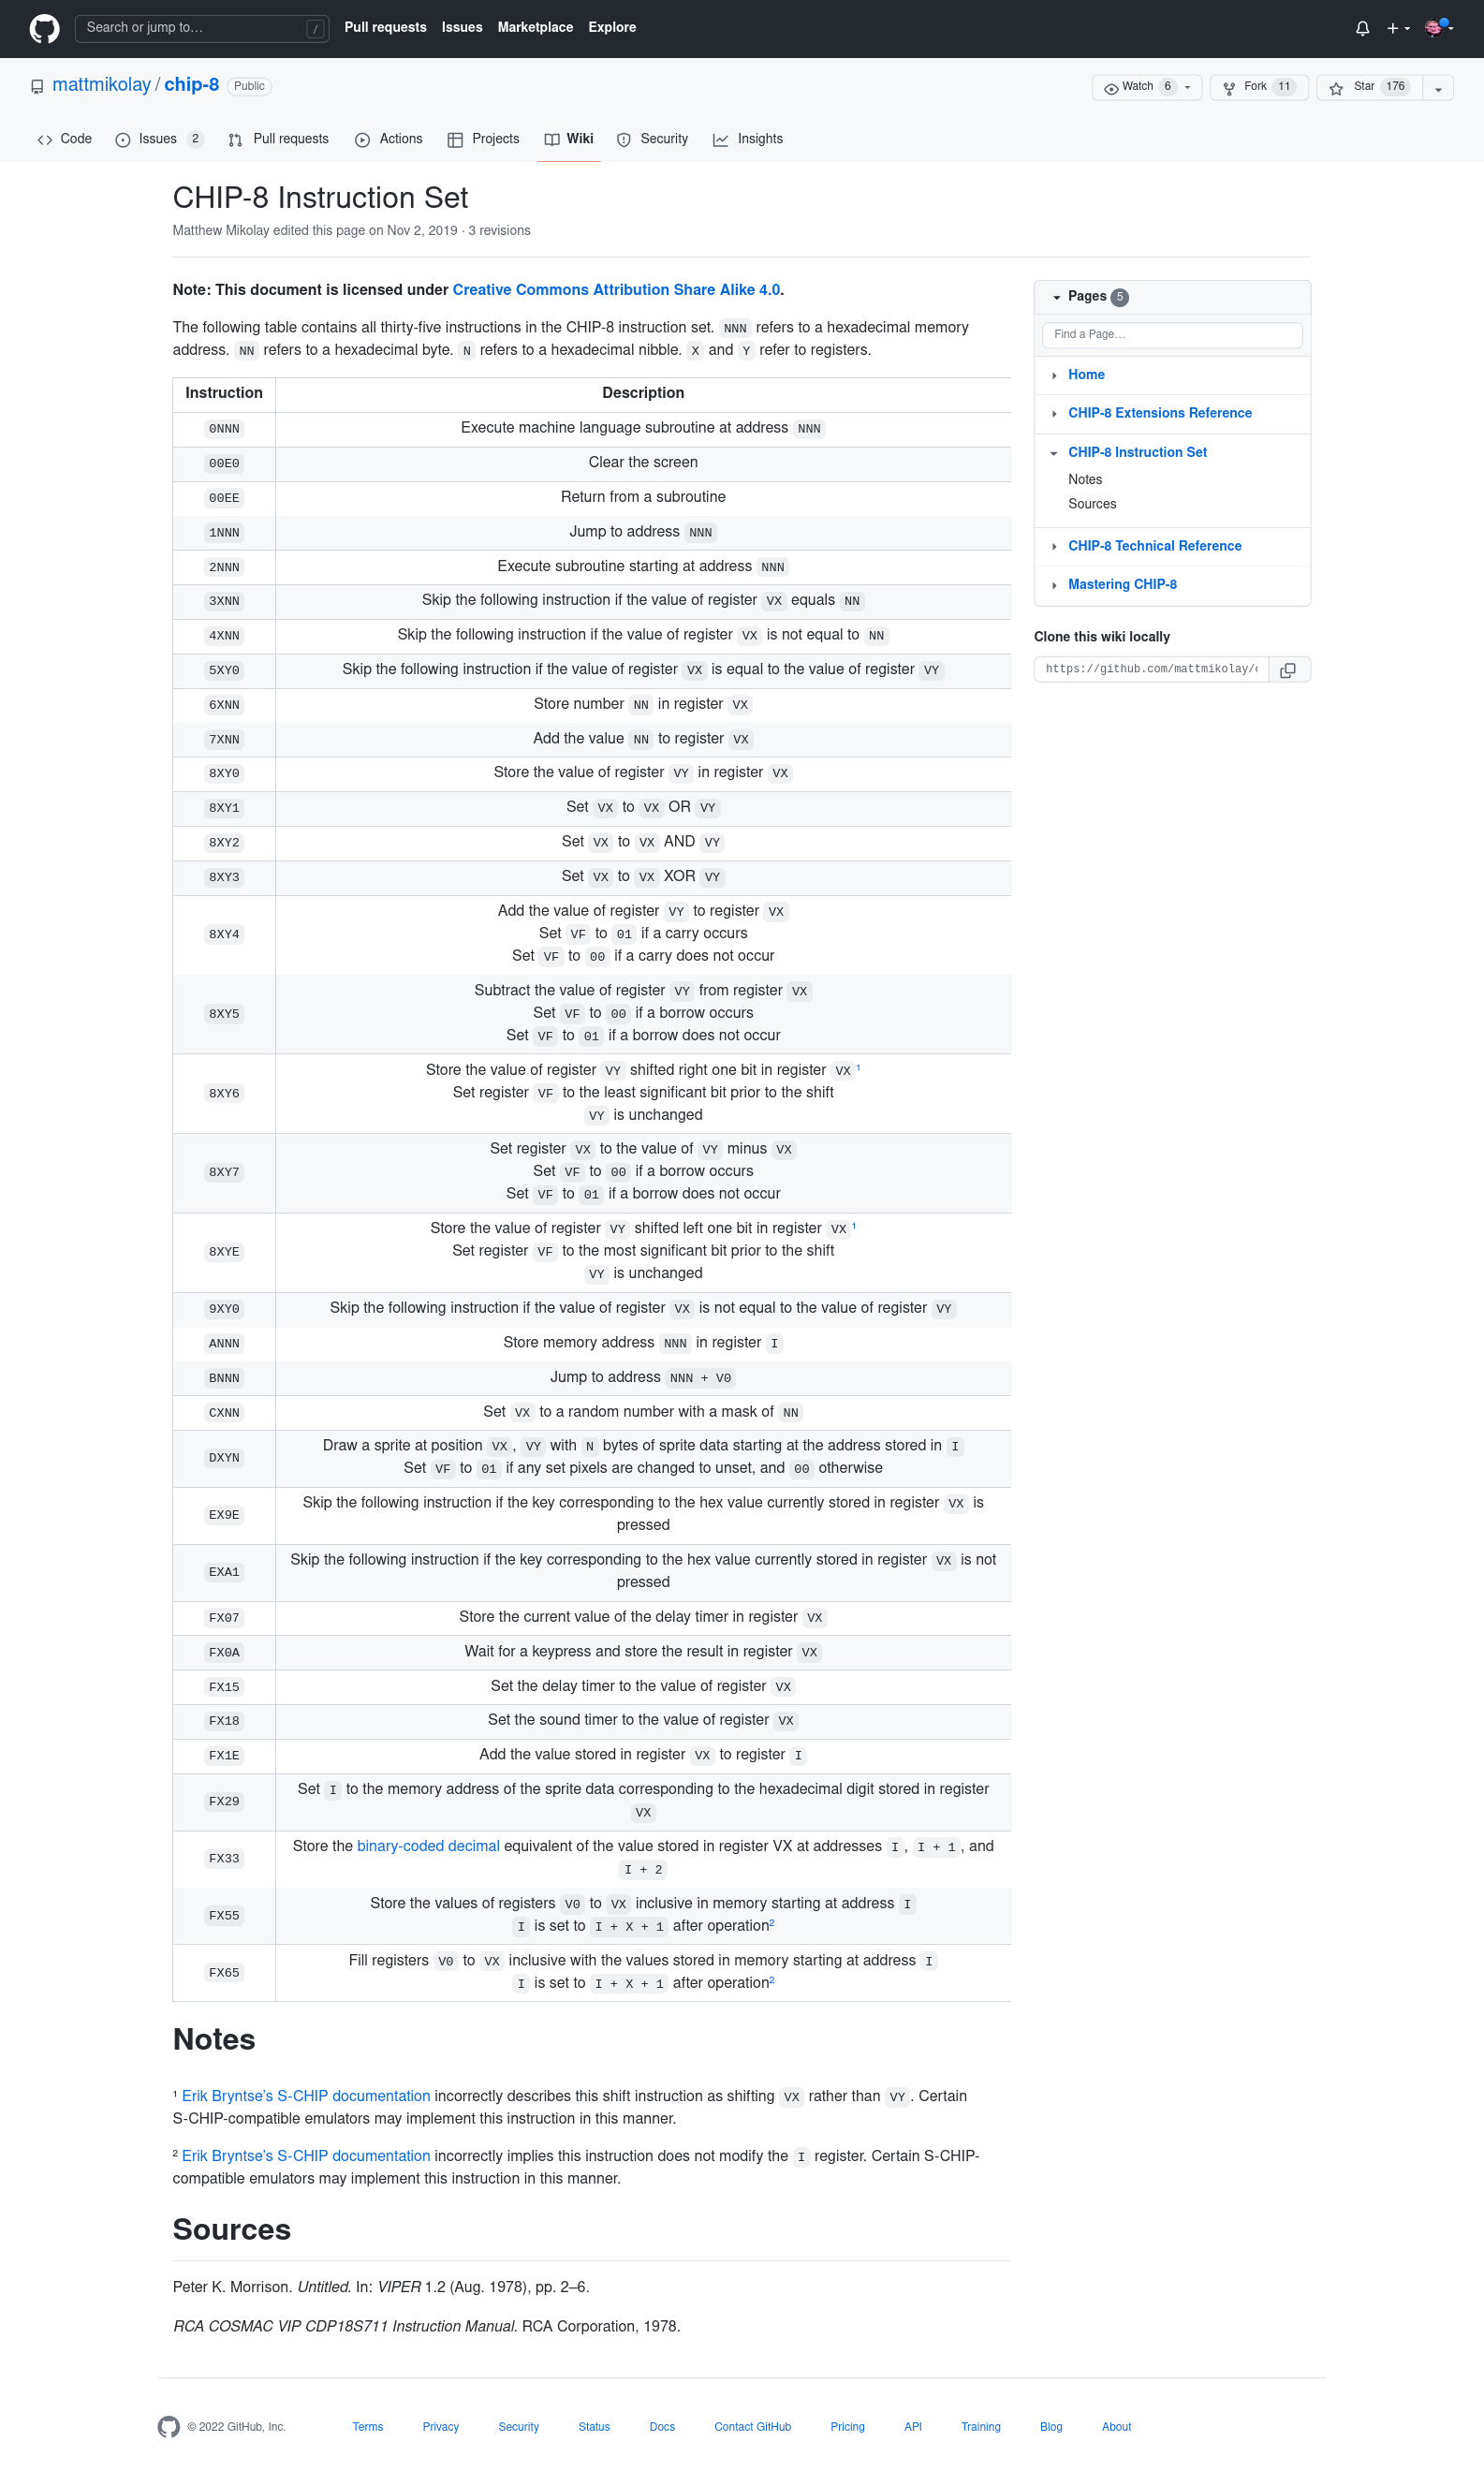 Search or jump to…
/
Pull requests Issues Marketplace Explore
mattmikolay / chip-8 Public
Watch 6
Fork 11
Star 176
Code
Issues 2
Pull requests
Actions
Projects
Wiki
Security
Insights
CHIP-8 Instruction Set
Matthew Mikolay edited this page on Nov 2, 2019 · 3 revisions
Note: This document is licensed under Creative Commons Attribution Share Alike 4.0.
The following table contains all thirty-five instructions in the CHIP-8 instruction set. NNN refers to a hexadecimal memory
address. NN refers to a hexadecimal byte. N refers to a hexadecimal nibble. X and Y refer to registers.
Instruction Description
0NNN Execute machine language subroutine at address NNN
00E0 Clear the screen
00EE Return from a subroutine
1NNN Jump to address NNN
2NNN Execute subroutine starting at address NNN
3XNN Skip the following instruction if the value of register VX equals NN
4XNN Skip the following instruction if the value of register VX is not equal to NN
5XY0 Skip the following instruction if the value of register VX is equal to the value of register VY
6XNN Store number NN in register VX
7XNN Add the value NN to register VX
8XY0 Store the value of register VY in register VX
8XY1 Set VX to VX OR VY
8XY2 Set VX to VX AND VY
8XY3 Set VX to VX XOR VY
8XY4 Add the value of register VY to register VX
Set VF to 01 if a carry occurs
Set VF to 00 if a carry does not occur
8XY5 Subtract the value of register VY from register VX
Set VF to 00 if a borrow occurs
Set VF to 01 if a borrow does not occur
8XY6 Store the value of register VY shifted right one bit in register VX¹
Set register VF to the least significant bit prior to the shift
VY is unchanged
8XY7 Set register VX to the value of VY minus VX
Set VF to 00 if a borrow occurs
Set VF to 01 if a borrow does not occur
8XYE Store the value of register VY shifted left one bit in register VX¹
Set register VF to the most significant bit prior to the shift
VY is unchanged
9XY0 Skip the following instruction if the value of register VX is not equal to the value of register VY
ANNN Store memory address NNN in register I
BNNN Jump to address NNN + V0
CXNN Set VX to a random number with a mask of NN
DXYN Draw a sprite at position VX, VY with N bytes of sprite data starting at the address stored in I
Set VF to 01 if any set pixels are changed to unset, and 00 otherwise
EX9E Skip the following instruction if the key corresponding to the hex value currently stored in register VX is
pressed
EXA1 Skip the following instruction if the key corresponding to the hex value currently stored in register VX is not
pressed
FX07 Store the current value of the delay timer in register VX
FX0A Wait for a keypress and store the result in register VX
FX15 Set the delay timer to the value of register VX
FX18 Set the sound timer to the value of register VX
FX1E Add the value stored in register VX to register I
FX29 Set I to the memory address of the sprite data corresponding to the hexadecimal digit stored in register
VX
FX33 Store the binary-coded decimal equivalent of the value stored in register VX at addresses I, I + 1, and
I + 2
FX55 Store the values of registers V0 to VX inclusive in memory starting at address I
I is set to I + X + 1 after operation²
FX65 Fill registers V0 to VX inclusive with the values stored in memory starting at address I
I is set to I + X + 1 after operation²
Notes
¹ Erik Bryntse's S-CHIP documentation incorrectly describes this shift instruction as shifting VX rather than VY. Certain
S-CHIP-compatible emulators may implement this instruction in this manner.
² Erik Bryntse's S-CHIP documentation incorrectly implies this instruction does not modify the I register. Certain S-CHIP-
compatible emulators may implement this instruction in this manner.
Sources
Peter K. Morrison. Untitled. In: VIPER 1.2 (Aug. 1978), pp. 2–6.
RCA COSMAC VIP CDP18S711 Instruction Manual. RCA Corporation, 1978.
Pages 5
Find a Page…
Home
CHIP-8 Extensions Reference
CHIP-8 Instruction Set
Notes
Sources
CHIP-8 Technical Reference
Mastering CHIP-8
Clone this wiki locally
https://github.com/mattmikolay/c
© 2022 GitHub, Inc. Terms Privacy Security Status Docs Contact GitHub Pricing API Training Blog About